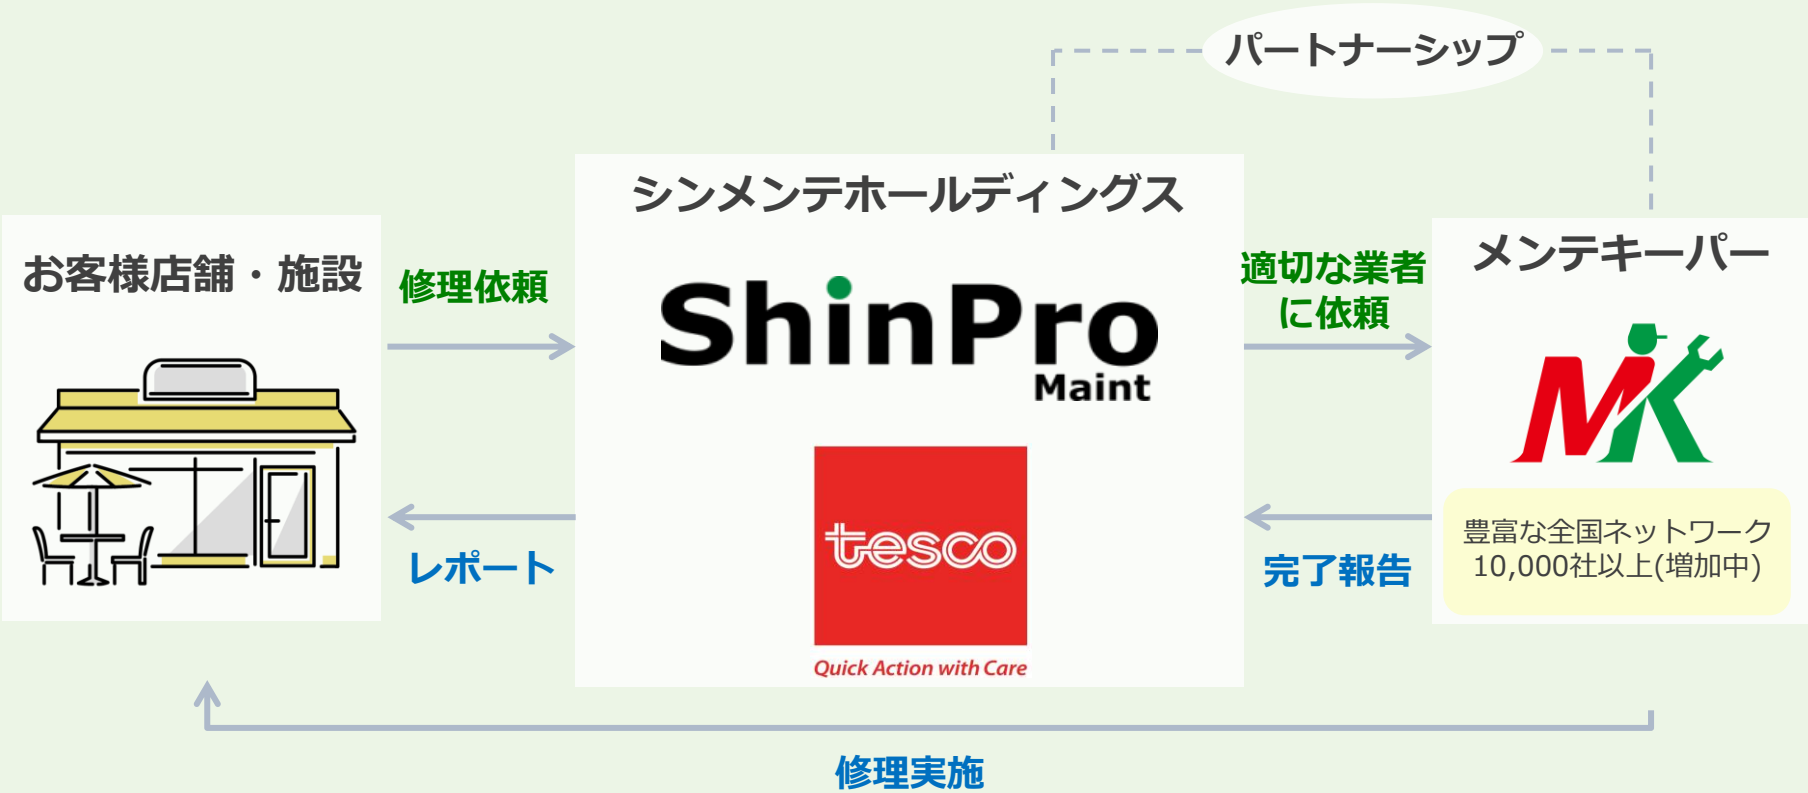 パートナーシップ
シンメンテホールディングス
お客様店舗・施設
修理依頼
適切な業者
に依頼
メンテキーパー
ShinPro
Maint
MK
tesco
Quick Action with Care
レポート
完了報告
豊富な全国ネットワーク
10,000社以上(増加中)
修理実施